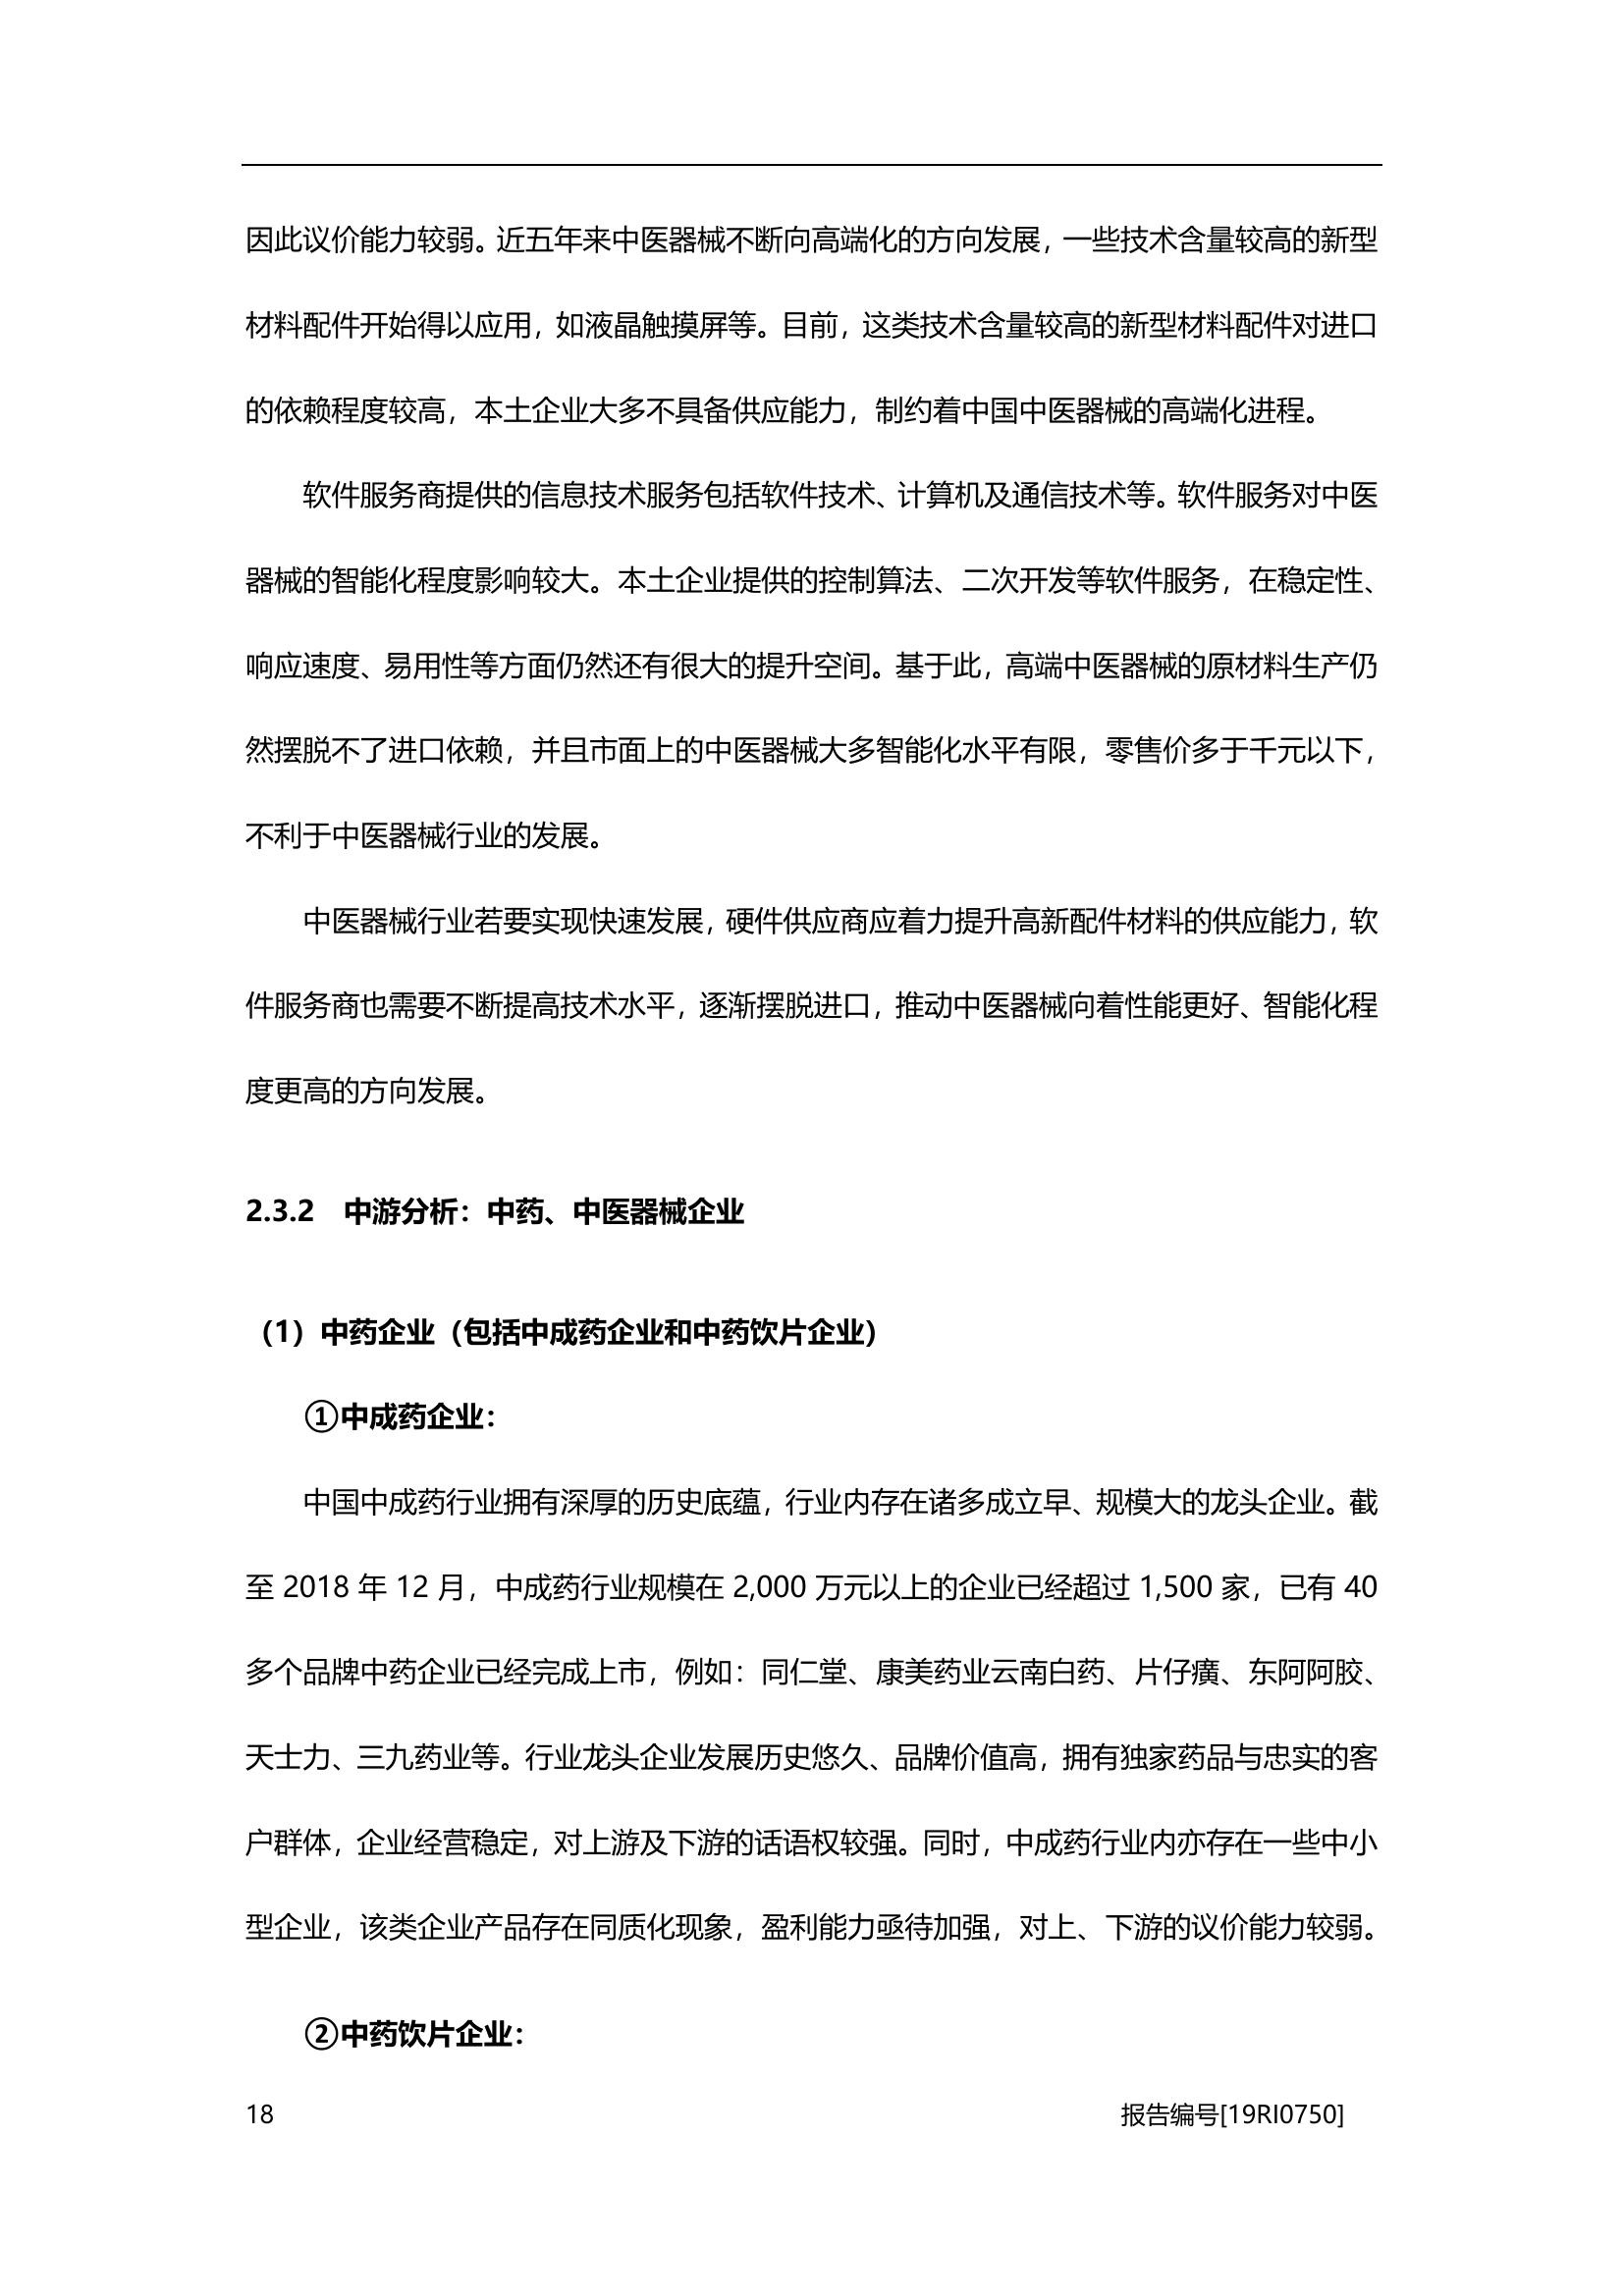 因此议价能力较弱。近五年来中医器械不断向高端化的方向发展，一些技术含量较高的新型
材料配件开始得以应用，如液晶触摸屏等。目前，这类技术含量较高的新型材料配件对进口
的依赖程度较高，本土企业大多不具备供应能力，制约着中国中医器械的高端化进程。
软件服务商提供的信息技术服务包括软件技术、计算机及通信技术等。软件服务对中医
器械的智能化程度影响较大。本土企业提供的控制算法、二次开发等软件服务，在稳定性、
响应速度、易用性等方面仍然还有很大的提升空间。基于此，高端中医器械的原材料生产仍
然摆脱不了进口依赖，并且市面上的中医器械大多智能化水平有限，零售价多于千元以下，
不利于中医器械行业的发展。
中医器械行业若要实现快速发展，硬件供应商应着力提升高新配件材料的供应能力，软
件服务商也需要不断提高技术水平，逐渐摆脱进口，推动中医器械向着性能更好、智能化程
度更高的方向发展。
2.3.2 中游分析：中药、中医器械企业
（1）中药企业（包括中成药企业和中药饮片企业）
①中成药企业：
中国中成药行业拥有深厚的历史底蕴，行业内存在诸多成立早、规模大的龙头企业。截
至 2018 年 12 月，中成药行业规模在 2,000 万元以上的企业已经超过 1,500 家，已有 40
多个品牌中药企业已经完成上市，例如：同仁堂、康美药业云南白药、片仔癀、东阿阿胶、
天士力、三九药业等。行业龙头企业发展历史悠久、品牌价值高，拥有独家药品与忠实的客
户群体，企业经营稳定，对上游及下游的话语权较强。同时，中成药行业内亦存在一些中小
型企业，该类企业产品存在同质化现象，盈利能力亟待加强，对上、下游的议价能力较弱。
②中药饮片企业：
18 报告编号[19RI0750]